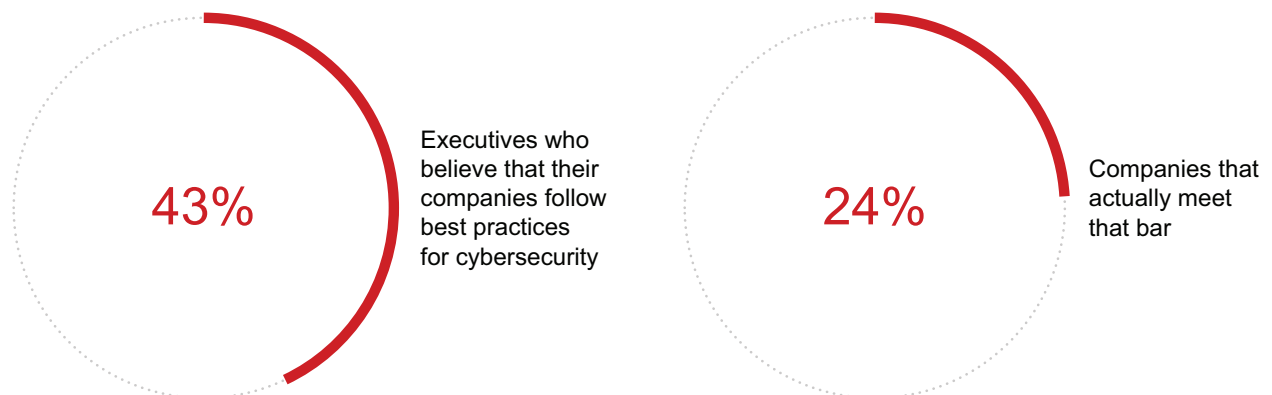 43%
Executives who
believe that their
companies follow
best practices
for cybersecurity
24%
Companies that
actually meet
that bar